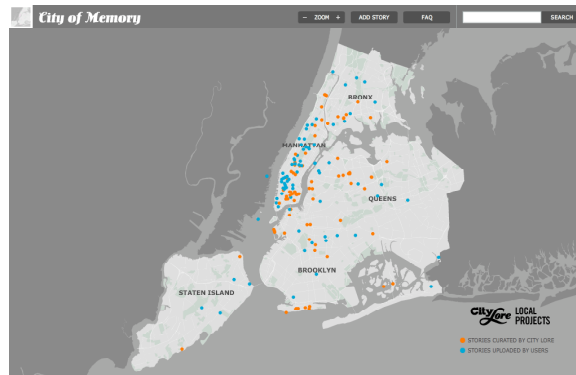 City of Memory
– ZOOM +
ADD STORY
FAQ
SEARCH
BRONX
MANHATTAN
QUEENS
BROOKLYN
STATEN ISLAND
City Lore
LOCAL
PROJECTS
STORIES CURATED BY CITY LORE
STORIES UPLOADED BY USERS